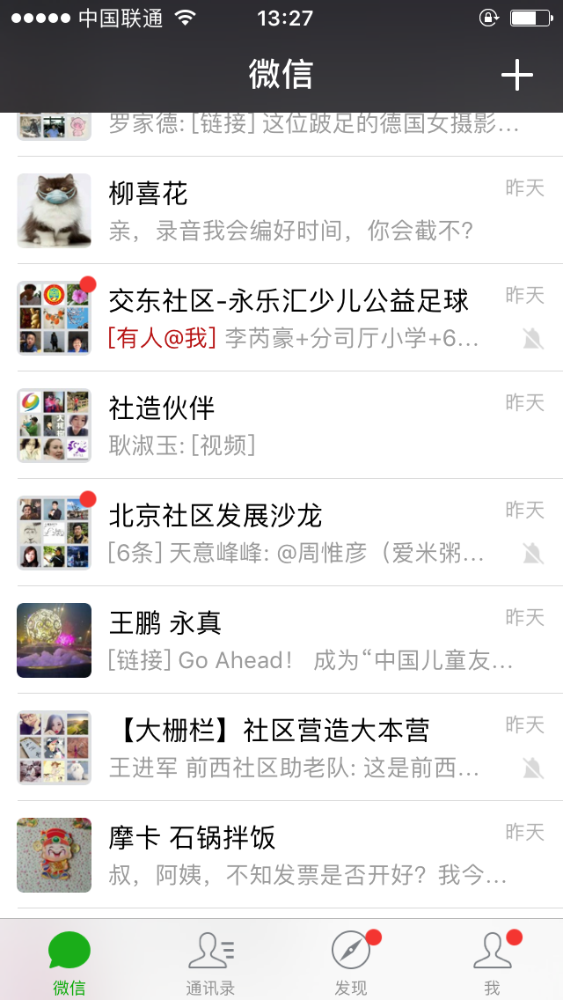 中国联通 13:27
微信
罗家德: [链接] 这位跛足的德国女摄影...
柳喜花 昨天
亲，录音我会编好时间，你会截不?
交东社区-永乐汇少儿公益足球 昨天
[有人@我] 李芮豪+分司厅小学+6...
社造伙伴 昨天
耿淑玉: [视频]
北京社区发展沙龙 昨天
[6条] 天意峰峰: @周惟彦（爱米粥...
王鹏 永真 昨天
[链接] Go Ahead！ 成为“中国儿童友...
【大栅栏】社区营造大本营 昨天
王进军 前西社区助老队: 这是前西...
摩卡 石锅拌饭 昨天
叔，阿姨，不知发票是否开好？我今...
微信 通讯录 发现 我